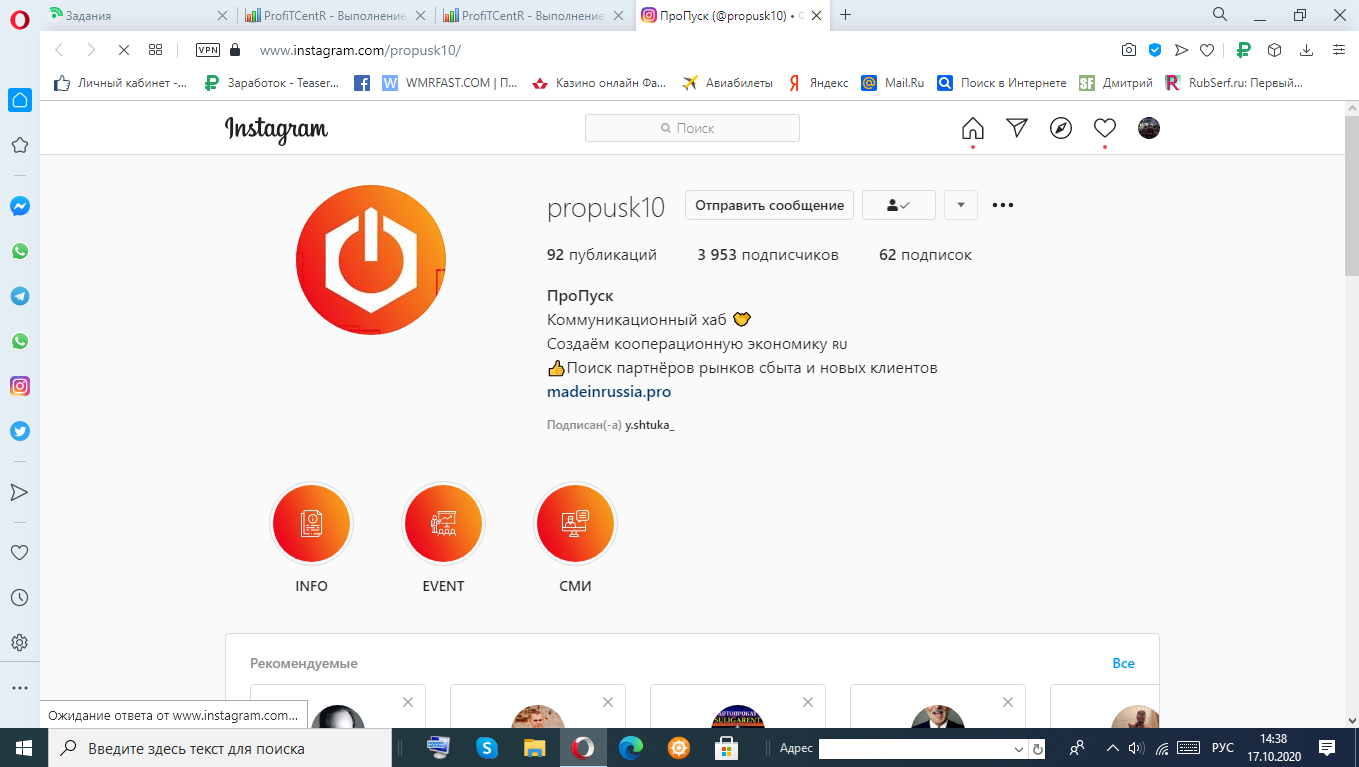 Задания
ProfiTCentR - Выполнение
ProfiTCentR - Выполнение
ПроПуск (@propusk10) •
VPN
www.instagram.com/propusk10/
Личный кабинет -...
Заработок - Teaser...
WMRFAST.COM | П...
Казино онлайн Фа...
Авиабилеты
Яндекс
Mail.Ru
Поиск в Интернете
SF
Дмитрий
RubSerf.ru: Первый...
Instagram
Поиск
propusk10
Отправить сообщение
92 публикаций
3 953 подписчиков
62 подписок
ПроПуск
Коммуникационный хаб
Создаём кооперационную экономику RU
Поиск партнёров рынков сбыта и новых клиентов
madeinrussia.pro
Подписан(-а) y.shtuka_
INFO
EVENT
СМИ
Рекомендуемые
Все
АВТОПРОКАТ
SULIGARENT
Ожидание ответа от www.instagram.com...
Введите здесь текст для поиска
Адрес
РУС
14:38
17.10.2020